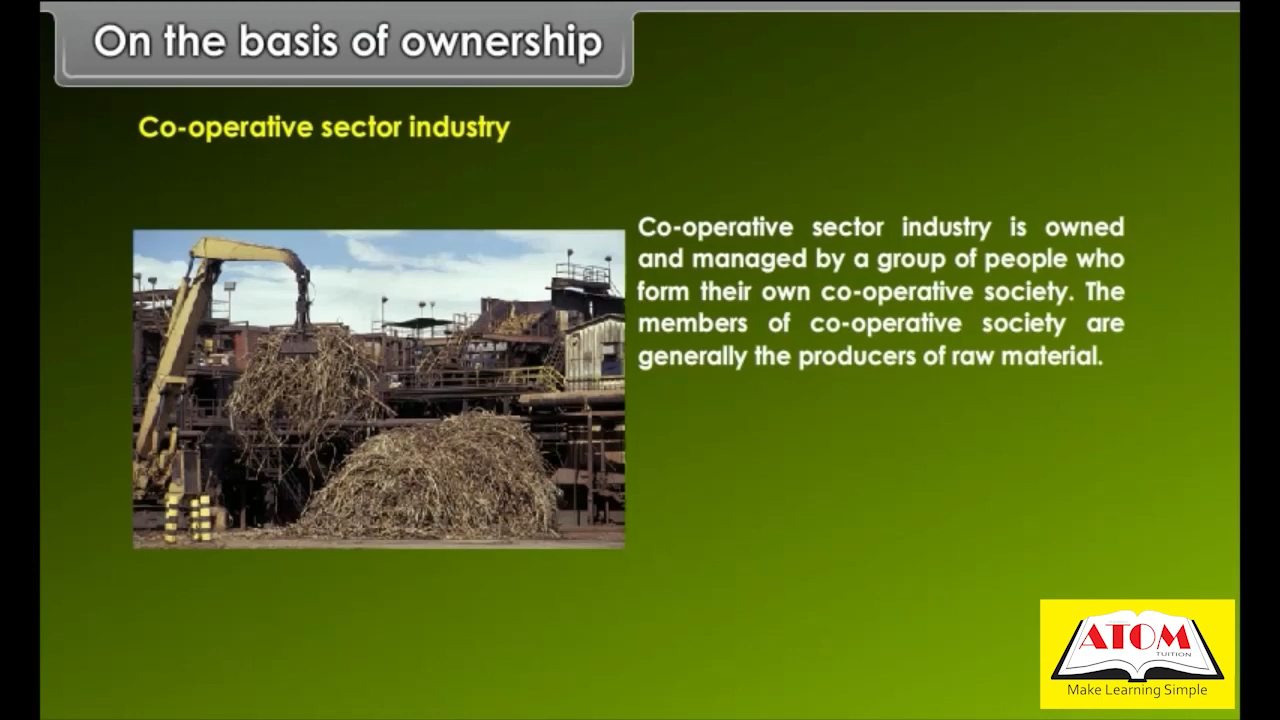 On the basis of ownership
Co-operative sector industry
Co-operative sector industry is owned
and managed by a group of people who
form their own co-operative society. The
members of co-operative society are
generally the producers of raw material.
ATOM
TUITION
Make Learning Simple